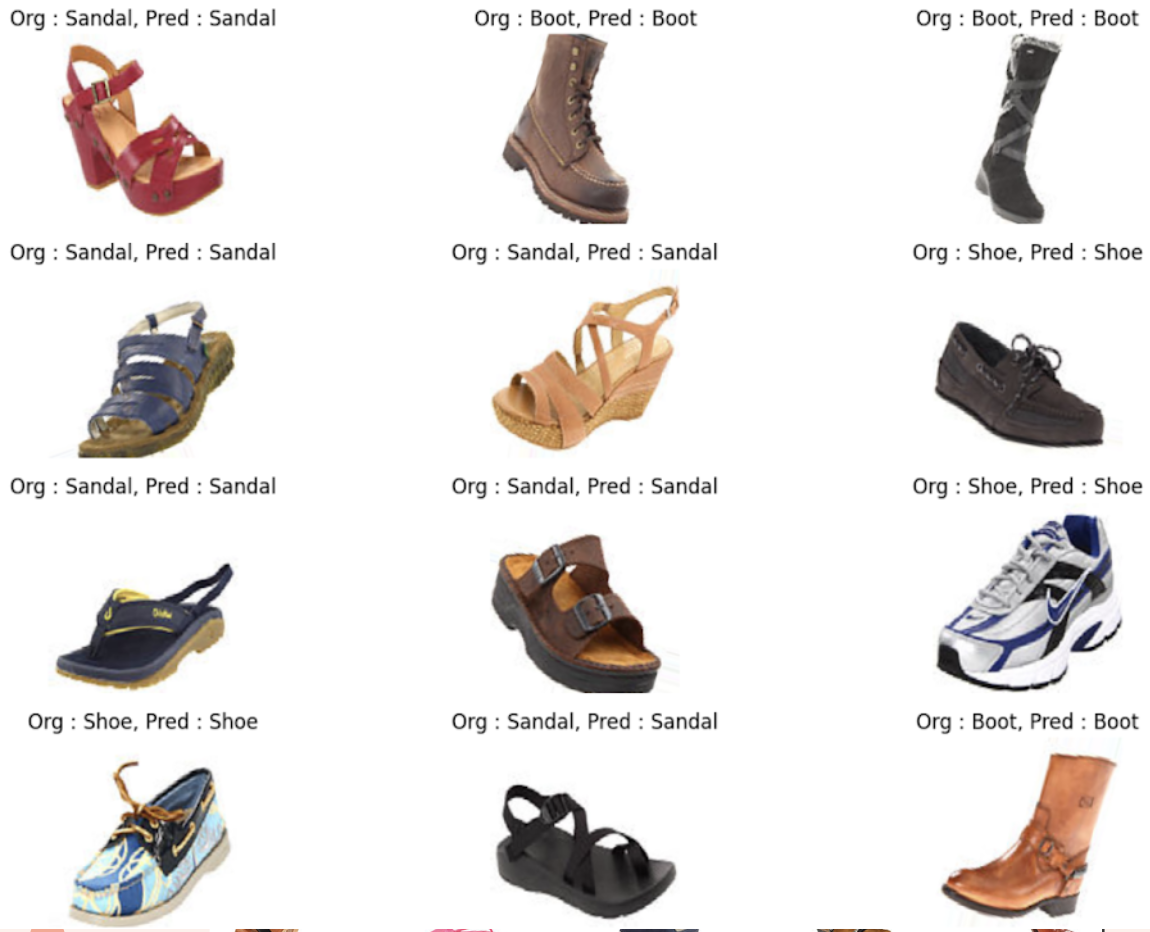 Org : Sandal, Pred : Sandal
Org : Boot, Pred : Boot
Org : Boot, Pred : Boot
Org : Sandal, Pred : Sandal
Org : Sandal, Pred : Sandal
Org : Shoe, Pred : Shoe
Org : Sandal, Pred : Sandal
Org : Sandal, Pred : Sandal
Org : Shoe, Pred : Shoe
Org : Shoe, Pred : Shoe
Org : Sandal, Pred : Sandal
Org : Boot, Pred : Boot